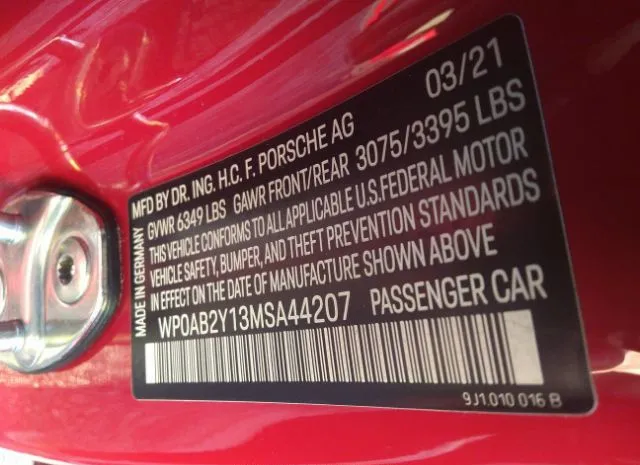 MFD BY DR. ING. H.C. F. PORSCHE AG 03/21
GVWR 6349 LBS GAWR FRONT/REAR 3075/3395 LBS
THIS VEHICLE CONFORMS TO ALL APPLICABLE U.S.FEDERAL MOTOR
VEHICLE SAFETY, BUMPER, AND THEFT PREVENTION STANDARDS
IN EFFECT ON THE DATE OF MANUFACTURE SHOWN ABOVE
WP0AB2Y13MSA44207 PASSENGER CAR
MADE IN GERMANY
9J1.010 016 B